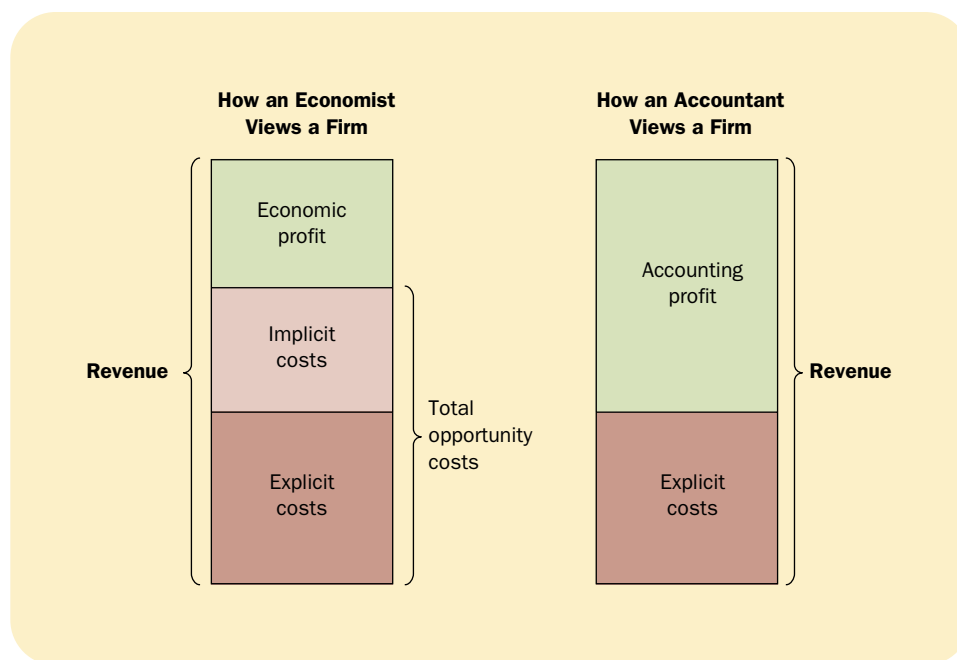 How an Economist
Views a Firm
Economic
profit
Implicit
costs
Revenue
Total
opportunity
costs
Explicit
costs
How an Accountant
Views a Firm
Accounting
profit
Revenue
Explicit
costs